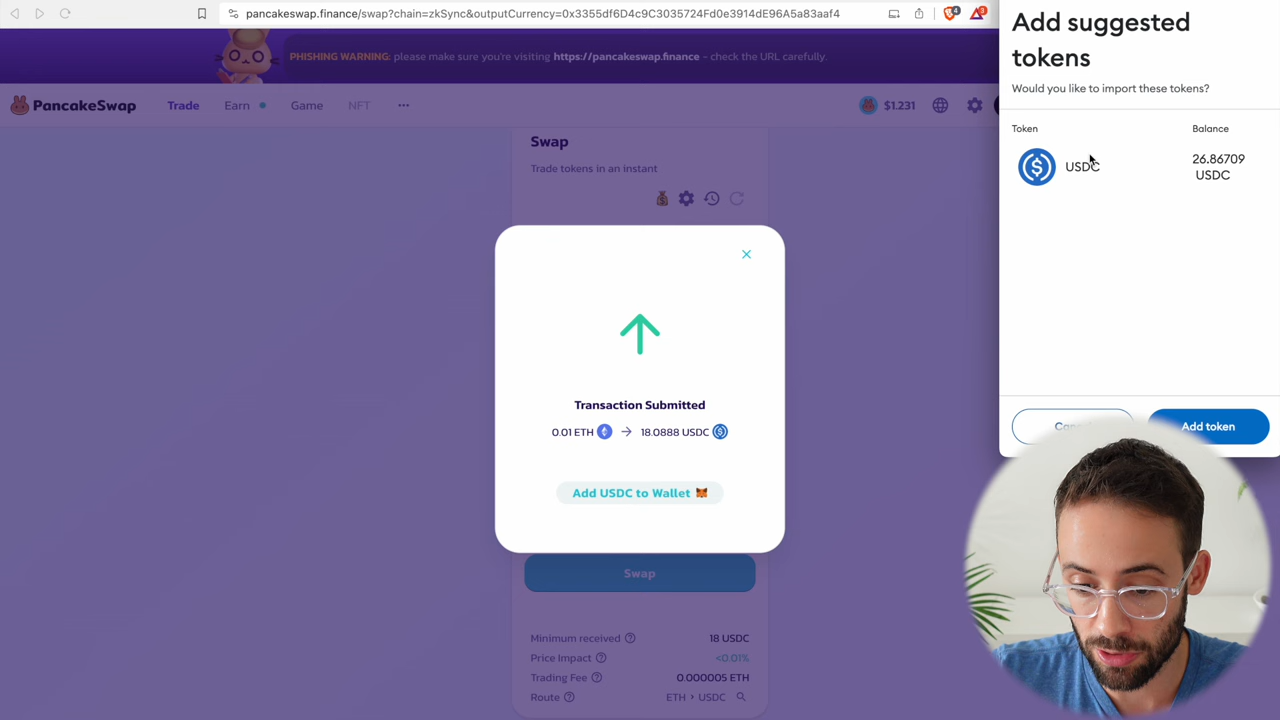 pancakeswap.finance/swap?chain=zkSync&outputCurrency=0x3355df6D4c9C3035724Fd0e3914dE96A5a83aaf4
4
3
PHISHING WARNING: please make sure you're visiting https://pancakeswap.finance – check the URL carefully.
PancakeSwap
Trade
Earn
Game
NFT
$1.231
Swap
Trade tokens in an instant
Transaction Submitted
0.01 ETH → 18.0888 USDC
Add USDC to Wallet
Swap
Minimum received
18 USDC
Price Impact
<0.01%
Trading Fee
0.000005 ETH
Route
ETH > USDC
Add suggested
tokens
Would you like to import these tokens?
Token
Balance
USDC
26.86709
USDC
Add token